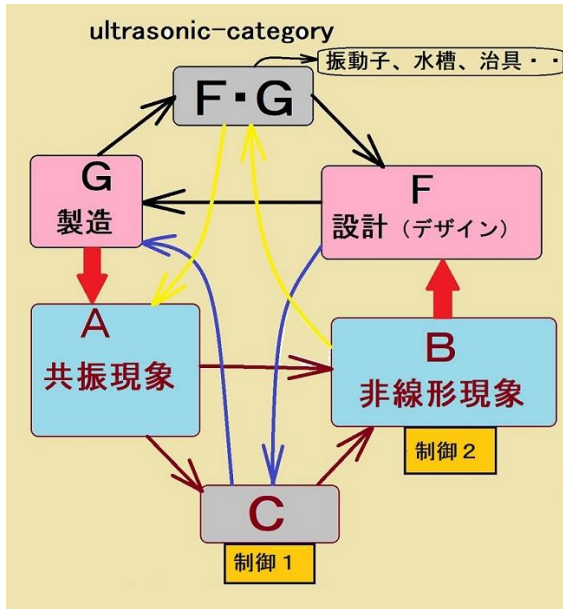 ultrasonic-category
振動子、水槽、治具・・
F・G
G
製造
F
設計（デザイン）
A
共振現象
B
非線形現象
制御２
C
制御１